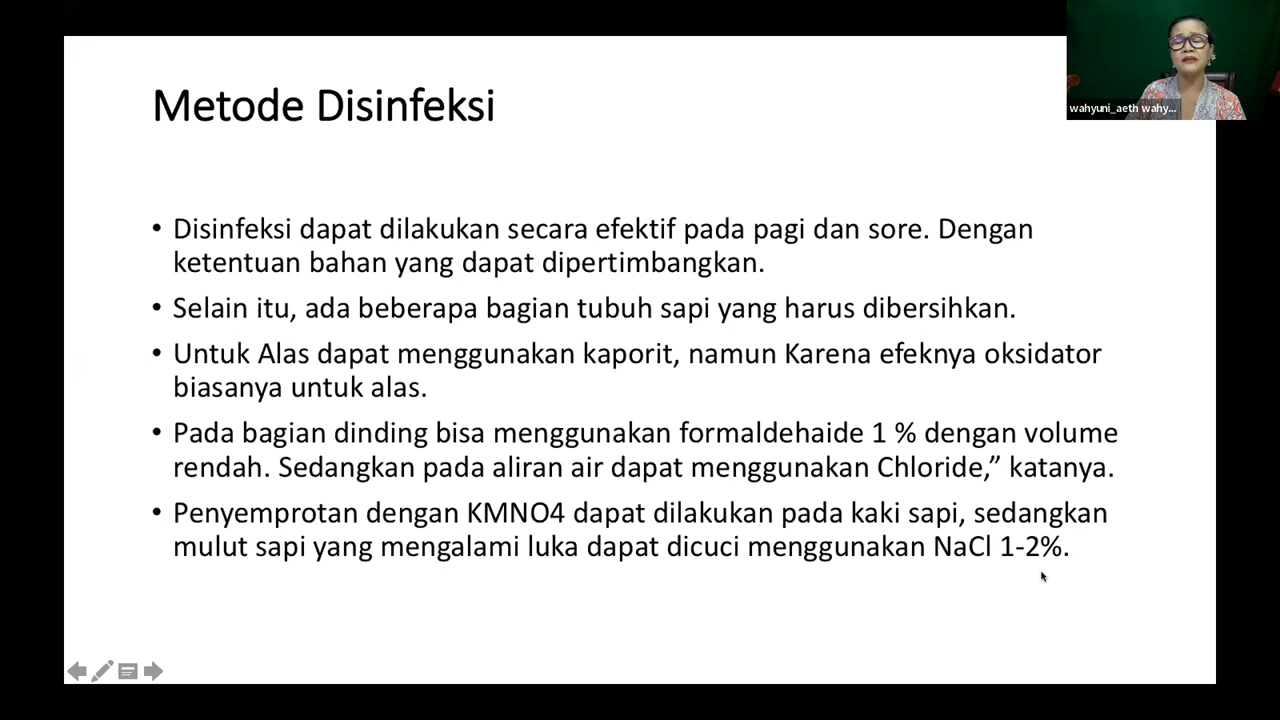 Metode Disinfeksi
wahyuni_aeth wahy...
• Disinfeksi dapat dilakukan secara efektif pada pagi dan sore. Dengan
ketentuan bahan yang dapat dipertimbangkan.
• Selain itu, ada beberapa bagian tubuh sapi yang harus dibersihkan.
• Untuk Alas dapat menggunakan kaporit, namun Karena efeknya oksidator
biasanya untuk alas.
• Pada bagian dinding bisa menggunakan formaldehaide 1 % dengan volume
rendah. Sedangkan pada aliran air dapat menggunakan Chloride,” katanya.
• Penyemprotan dengan KMNO4 dapat dilakukan pada kaki sapi, sedangkan
mulut sapi yang mengalami luka dapat dicuci menggunakan NaCl 1-2%.